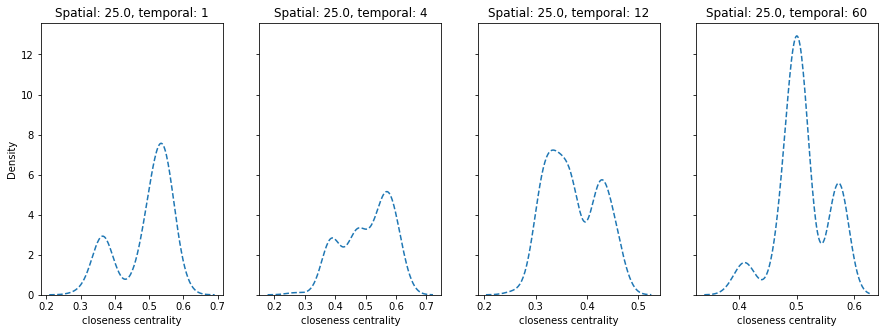 Spatial: 25.0, temporal: 1
Spatial: 25.0, temporal: 4
Spatial: 25.0, temporal: 12
Spatial: 25.0, temporal: 60
Density
12
10
8
6
4
2
0
0.2 0.3 0.4 0.5 0.6 0.7
0.2 0.3 0.4 0.5 0.6 0.7
0.2 0.3 0.4 0.5
0.4 0.5 0.6
closeness centrality
closeness centrality
closeness centrality
closeness centrality